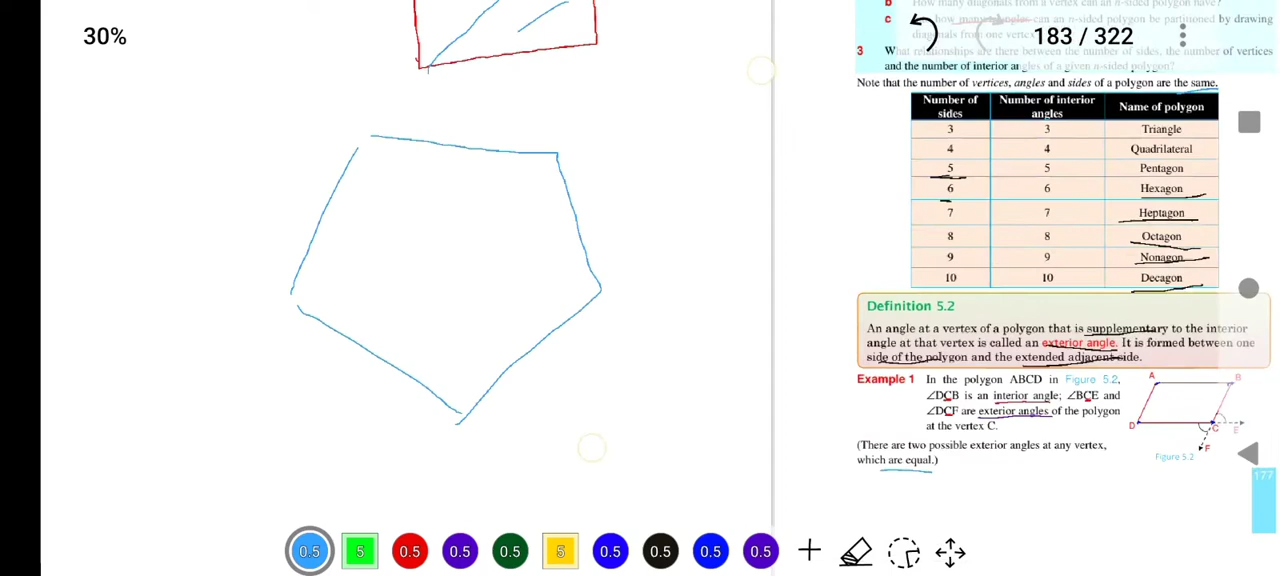 30%
183 / 322
b How many diagonals from a vertex can an n-sided polygon have?
c how many triangles can an n-sided polygon be partitioned by drawing
diagonals from one vertex
3 What relationships are there between the number of sides, the number of vertices
and the number of interior angles of a given n-sided polygon?
Note that the number of vertices, angles and sides of a polygon are the same.
Number of sides Number of interior angles Name of polygon
3 3 Triangle
4 4 Quadrilateral
5 5 Pentagon
6 6 Hexagon
7 7 Heptagon
8 8 Octagon
9 9 Nonagon
10 10 Decagon
Definition 5.2
An angle at a vertex of a polygon that is supplementary to the interior
angle at that vertex is called an exterior angle. It is formed between one
side of the polygon and the extended adjacent side.
Example 1 In the polygon ABCD in Figure 5.2,
∠DCB is an interior angle; ∠BCE and
∠DCF are exterior angles of the polygon
at the vertex C.
(There are two possible exterior angles at any vertex,
which are equal.)
A
B
D
C
E
F
Figure 5.2
177
0.5 5 0.5 0.5 0.5 5 0.5 0.5 0.5 0.5